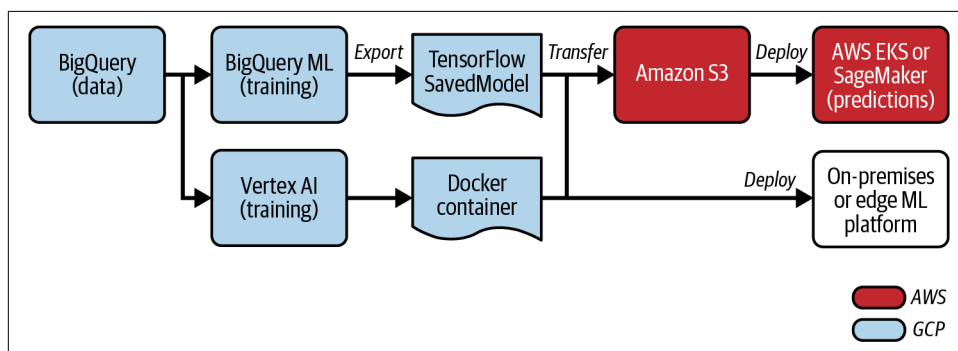 BigQuery
(data)
BigQuery ML
(training)
Export
TensorFlow
SavedModel
Transfer
Amazon S3
Deploy
AWS EKS or
SageMaker
(predictions)
Vertex AI
(training)
Docker
container
Deploy
On-premises
or edge ML
platform
AWS
GCP